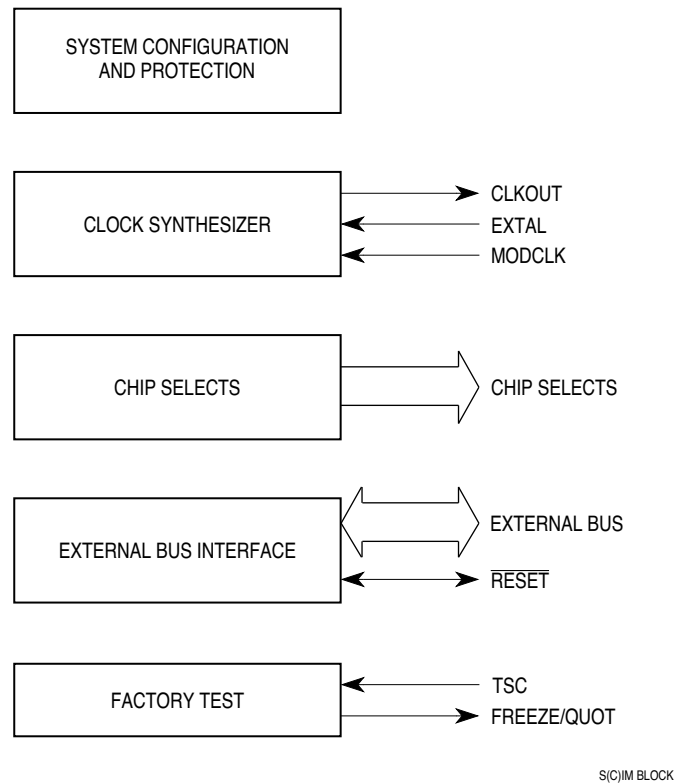 SYSTEM CONFIGURATION
AND PROTECTION
CLOCK SYNTHESIZER
CLKOUT
EXTAL
MODCLK
CHIP SELECTS
CHIP SELECTS
EXTERNAL BUS INTERFACE
EXTERNAL BUS
RESET
FACTORY TEST
TSC
FREEZE/QUOT
S(C)IM BLOCK